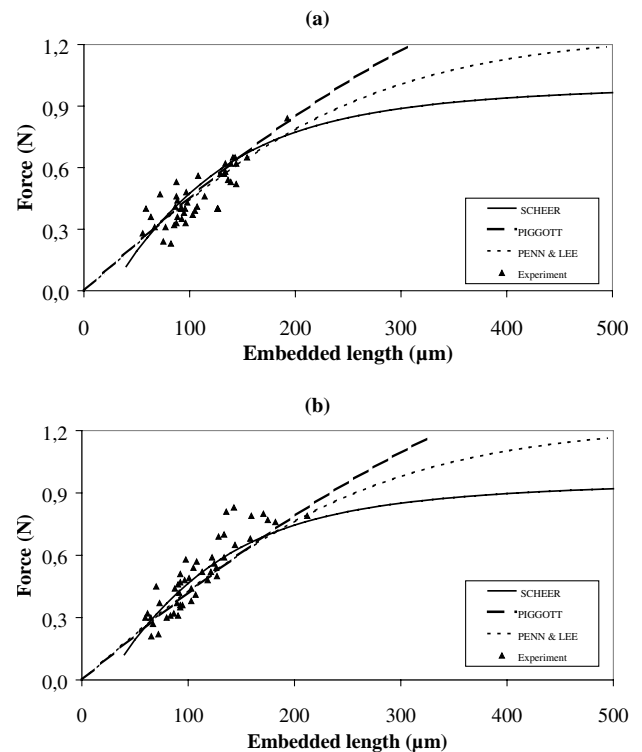 (a)
1,2
0,9
0,6
0,3
0,0
Force (N)
0
100
200
300
400
500
Embedded length (µm)
SCHEER
PIGGOTT
PENN & LEE
Experiment
(b)
1,2
0,9
0,6
0,3
0,0
Force (N)
0
100
200
300
400
500
Embedded length (µm)
SCHEER
PIGGOTT
PENN & LEE
Experiment